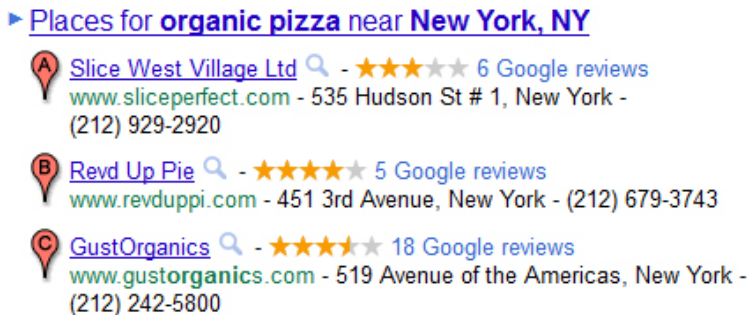 Places for organic pizza near New York, NY
A Slice West Village Ltd - 6 Google reviews
www.sliceperfect.com - 535 Hudson St # 1, New York -
(212) 929-2920
B Revd Up Pie - 5 Google reviews
www.revduppi.com - 451 3rd Avenue, New York - (212) 679-3743
C GustOrganics - 18 Google reviews
www.gustorganics.com - 519 Avenue of the Americas, New York -
(212) 242-5800